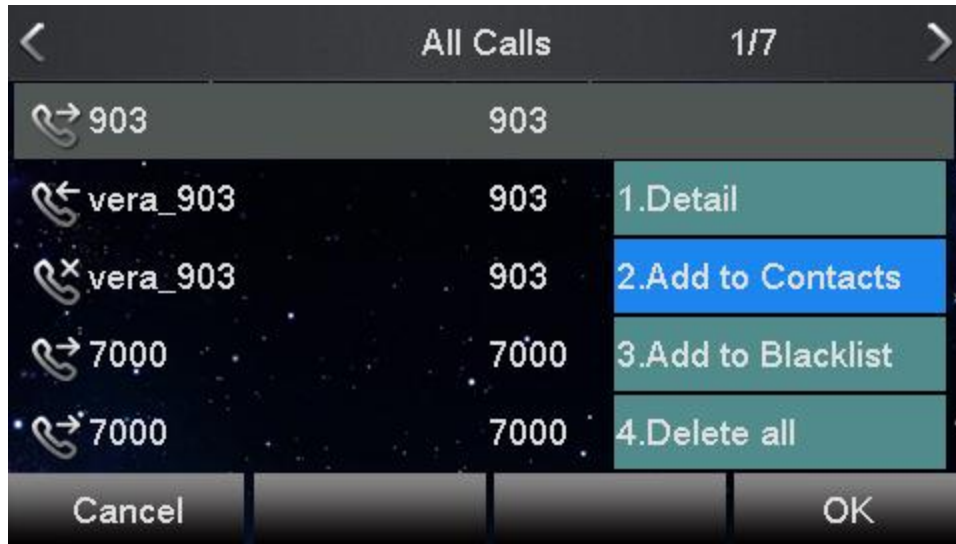 All Calls 1/7
903 903
vera_903 903 1.Detail
vera_903 903 2.Add to Contacts
7000 7000 3.Add to Blacklist
7000 7000 4.Delete all
Cancel OK